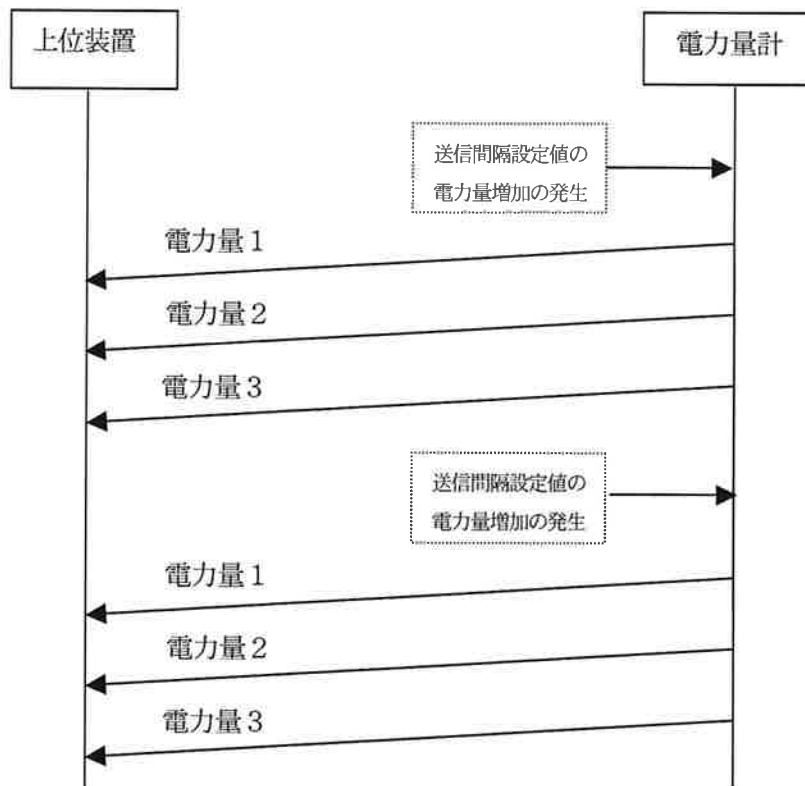 上位装置
電力量計
送信間隔設定値の
電力量増加の発生
電力量1
電力量2
電力量3
送信間隔設定値の
電力量増加の発生
電力量1
電力量2
電力量3